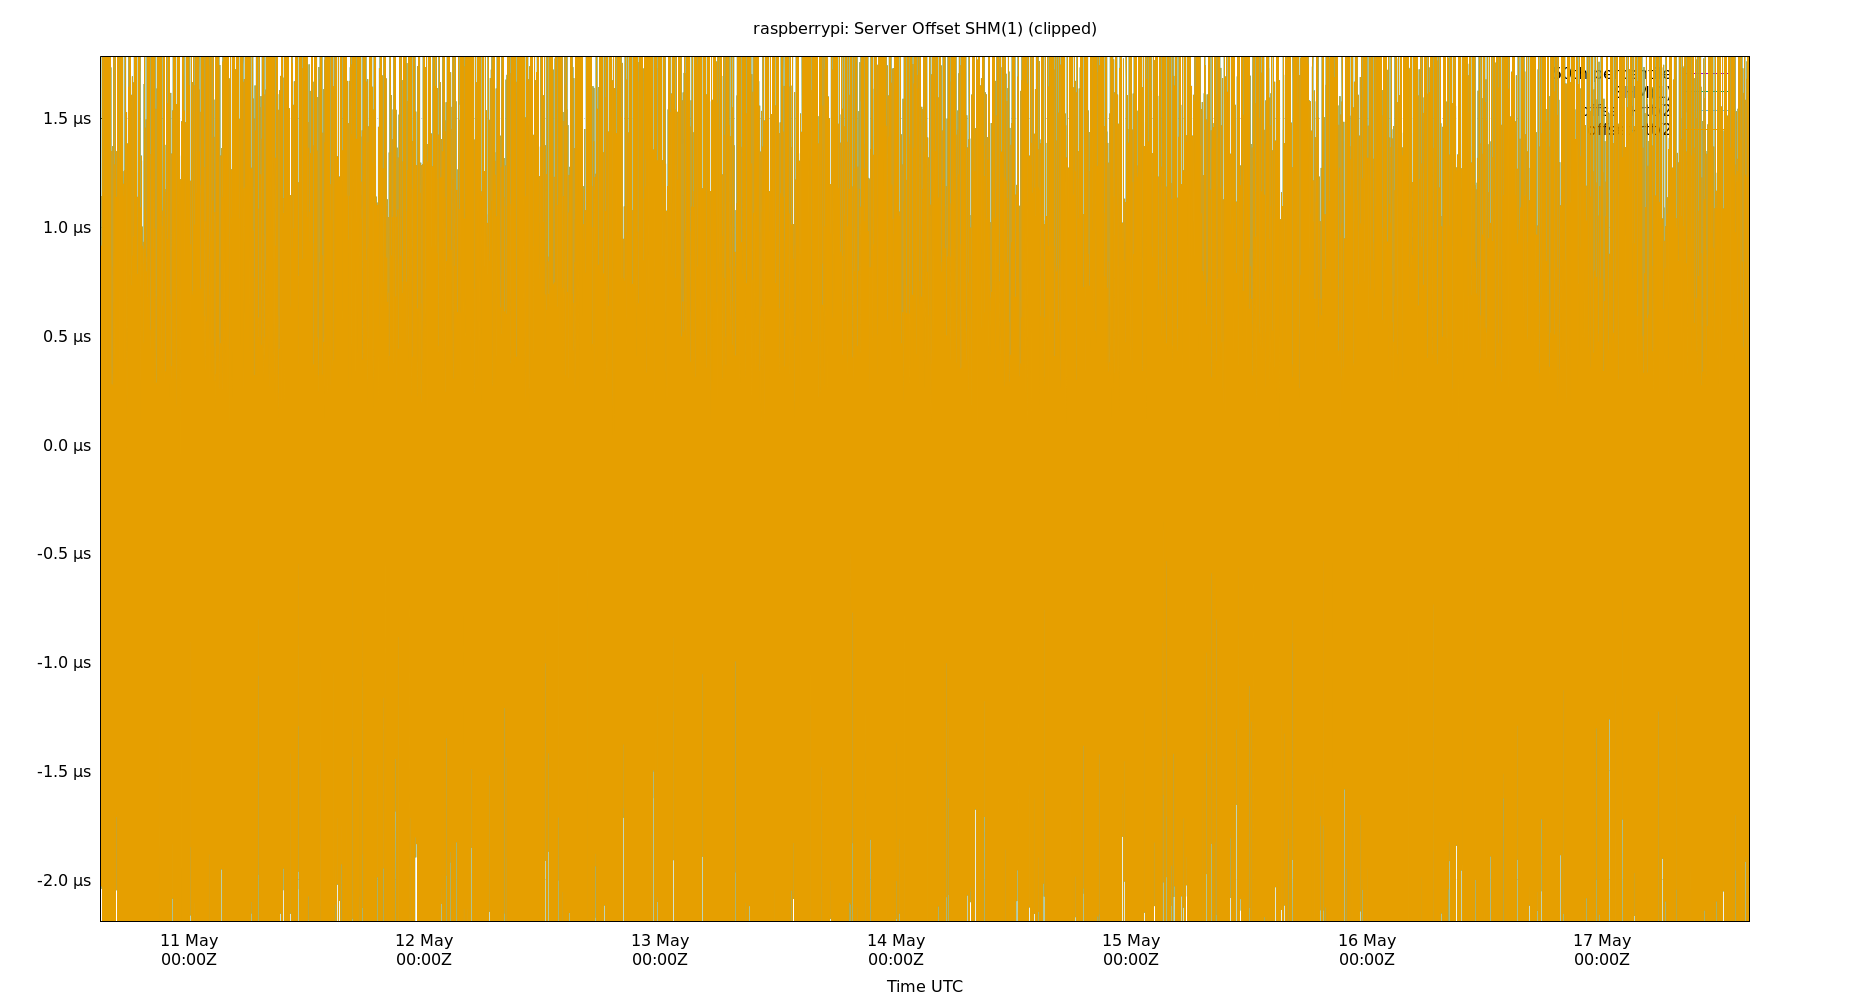 raspberrypi: Server Offset SHM(1) (clipped)
1.5 µs
1.0 µs
0.5 µs
0.0 µs
-0.5 µs
-1.0 µs
-1.5 µs
-2.0 µs
11 May
00:00Z
12 May
00:00Z
13 May
00:00Z
14 May
00:00Z
15 May
00:00Z
16 May
00:00Z
17 May
00:00Z
Time UTC